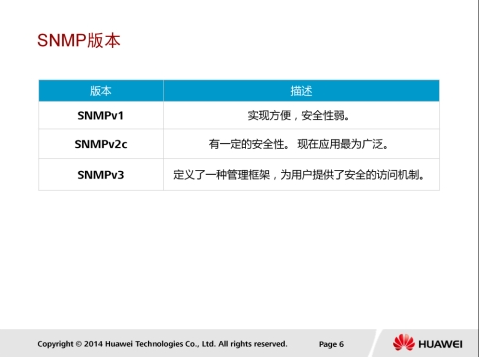 SNMP版本
版本 描述
SNMPv1 实现方便，安全性弱。
SNMPv2c 有一定的安全性。 现在应用最为广泛。
SNMPv3 定义了一种管理框架，为用户提供了安全的访问机制。
Copyright © 2014 Huawei Technologies Co., Ltd. All rights reserved. Page 6 HUAWEI